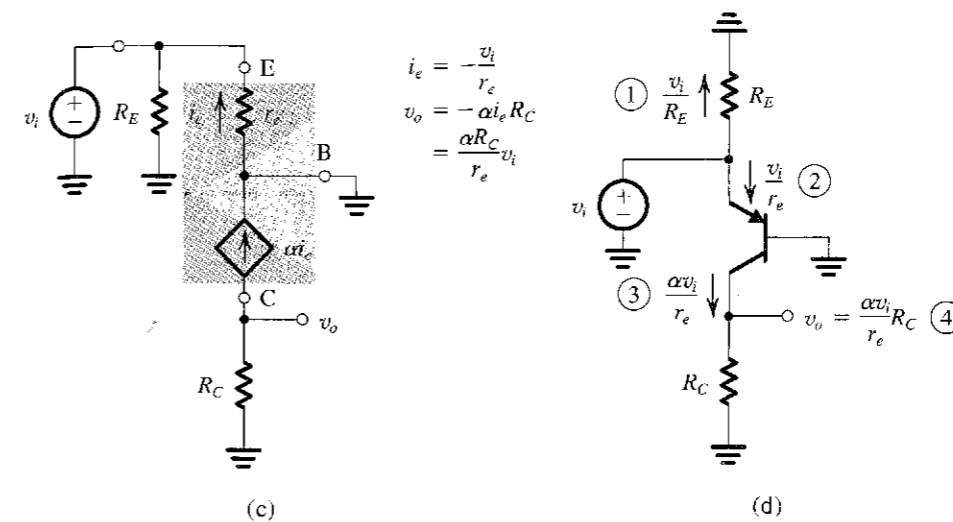 E
v_i
+
−
R_E
i_e
r_e
B
αi_e
C
v_o
R_C
(c)
i_e = − v_i / r_e
v_o = −αi_e R_C
= αR_C / r_e v_i
① v_i / R_E
R_E
v_i / r_e ②
v_i
+
−
③ αv_i / r_e
v_o = αv_i / r_e R_C ④
R_C
(d)